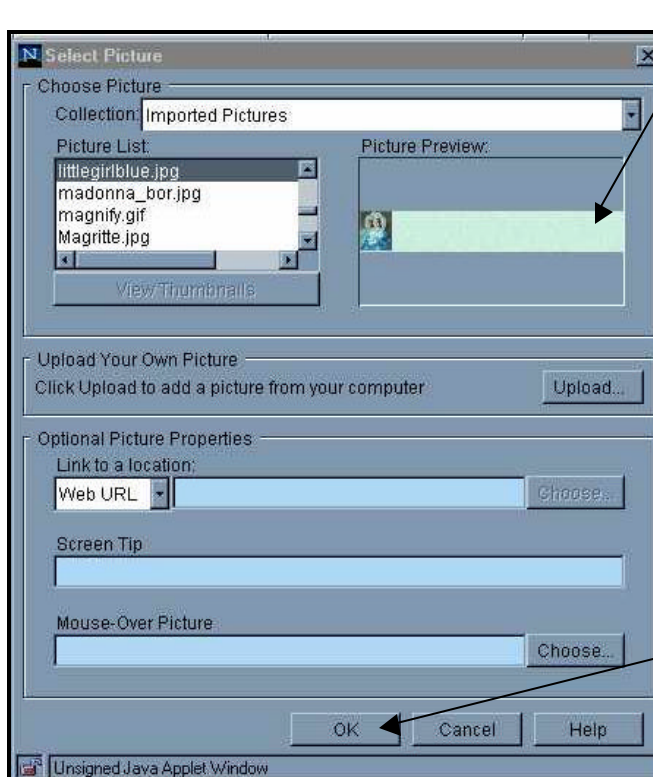 N Select Picture
Choose Picture
Collection: Imported Pictures
Picture List: Picture Preview:
littlegirlblue.jpg
madonna_bor.jpg
magnify.gif
Magritte.jpg
View Thumbnails
Upload Your Own Picture
Click Upload to add a picture from your computer Upload...
Optional Picture Properties
Link to a location:
Web URL Choose...
Screen Tip
Mouse-Over Picture
Choose...
OK Cancel Help
Unsigned Java Applet Window